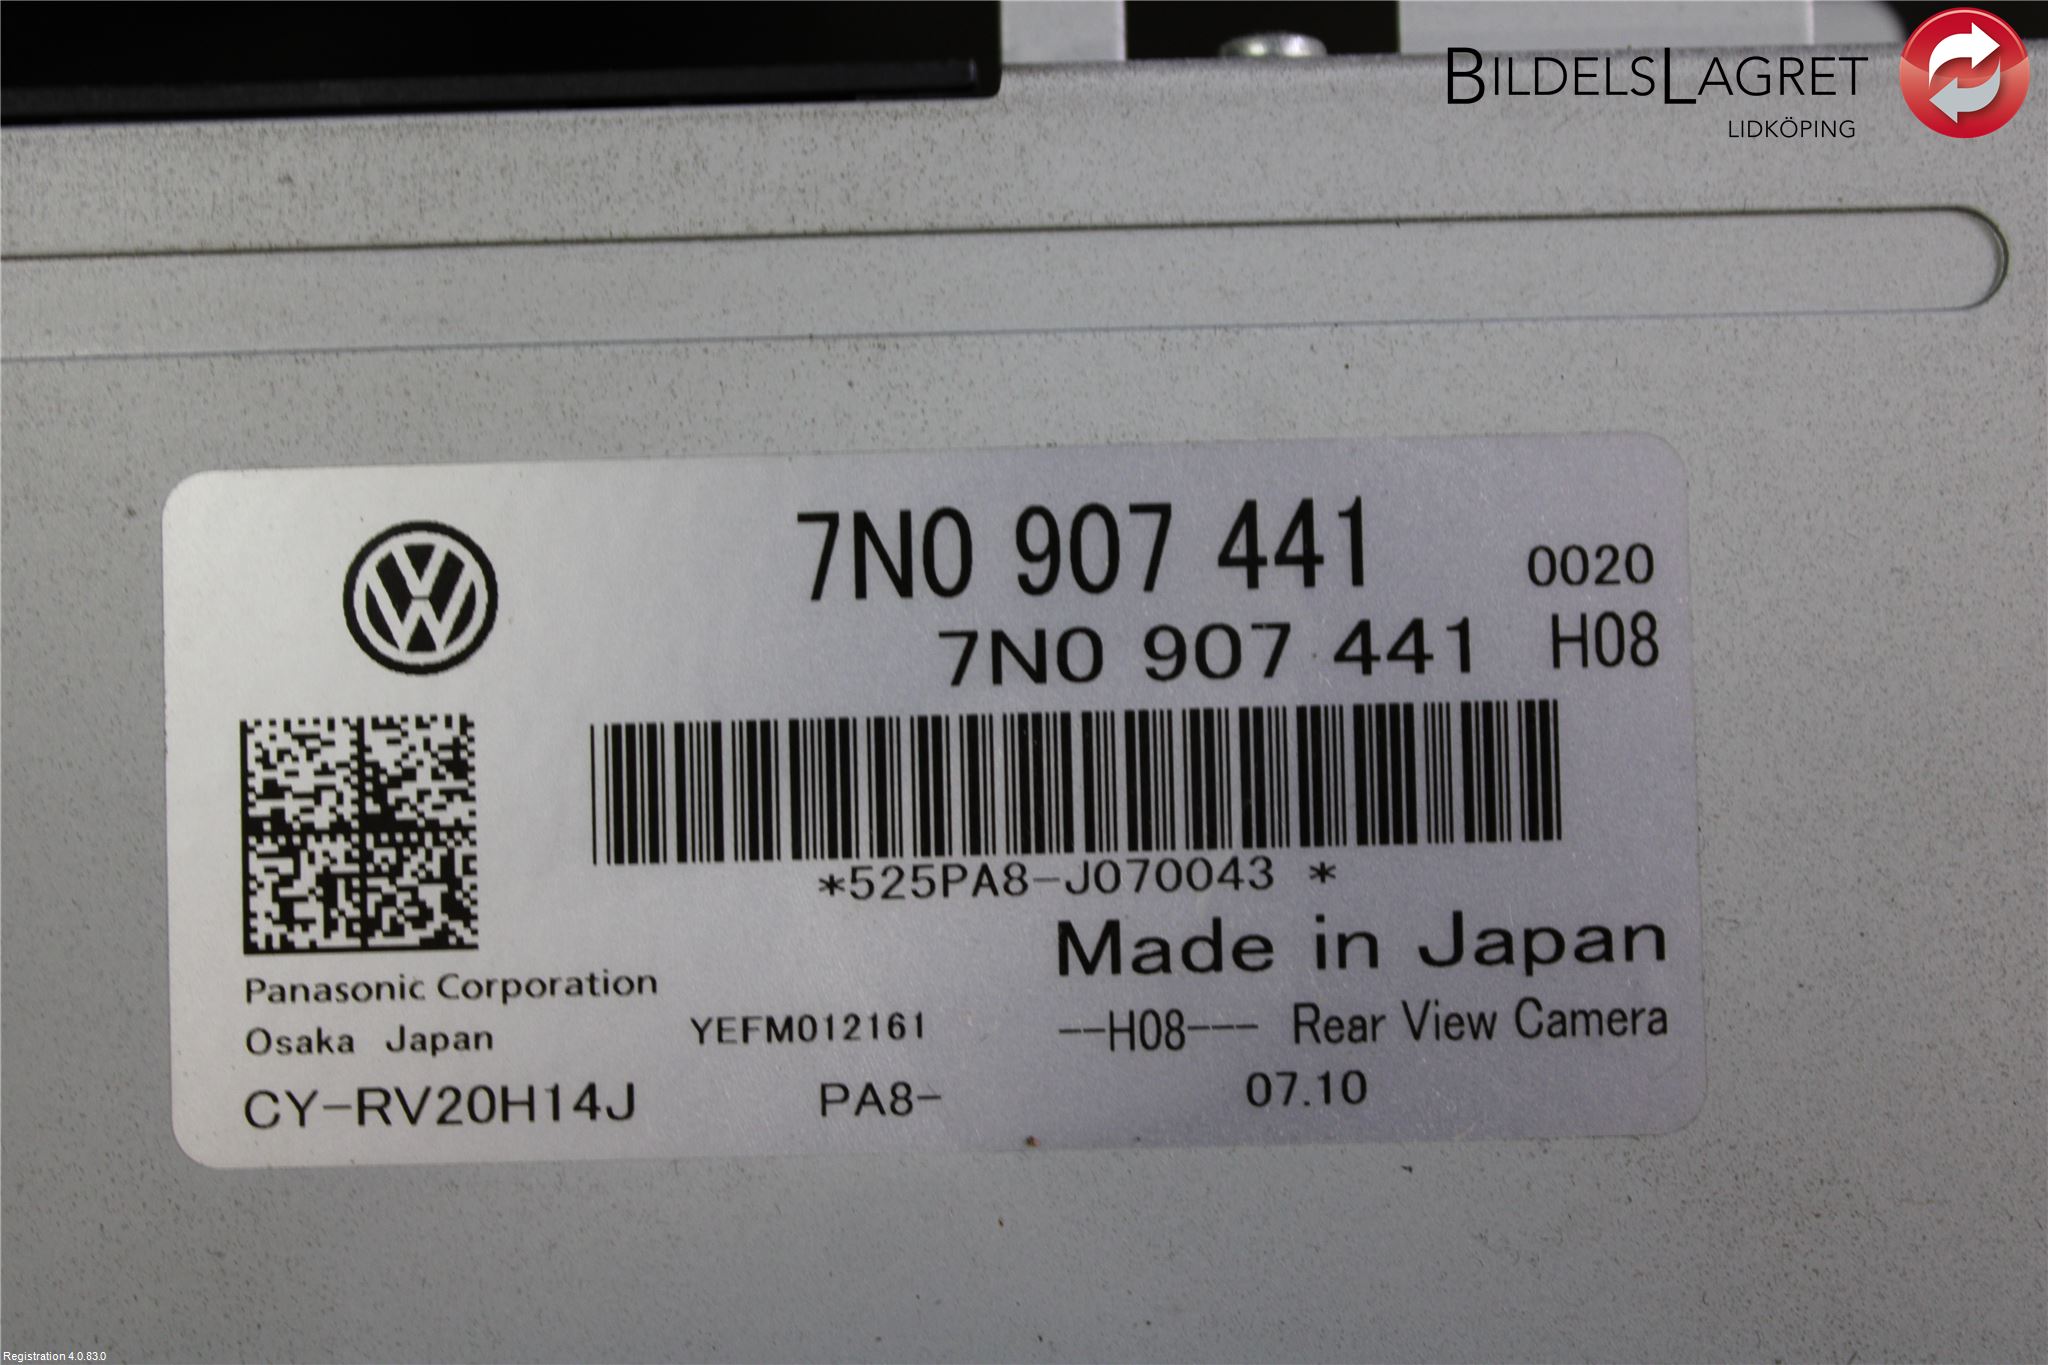 BILDELSLAGRET
LIDKÖPING
7N0 907 441 0020
7N0 907 441 H08
*525PA8-J070043 *
Made in Japan
Panasonic Corporation
Osaka Japan YEFM012161 --H08--- Rear View Camera
CY-RV20H14J PA8- 07.10
Registration 4.0.83.0